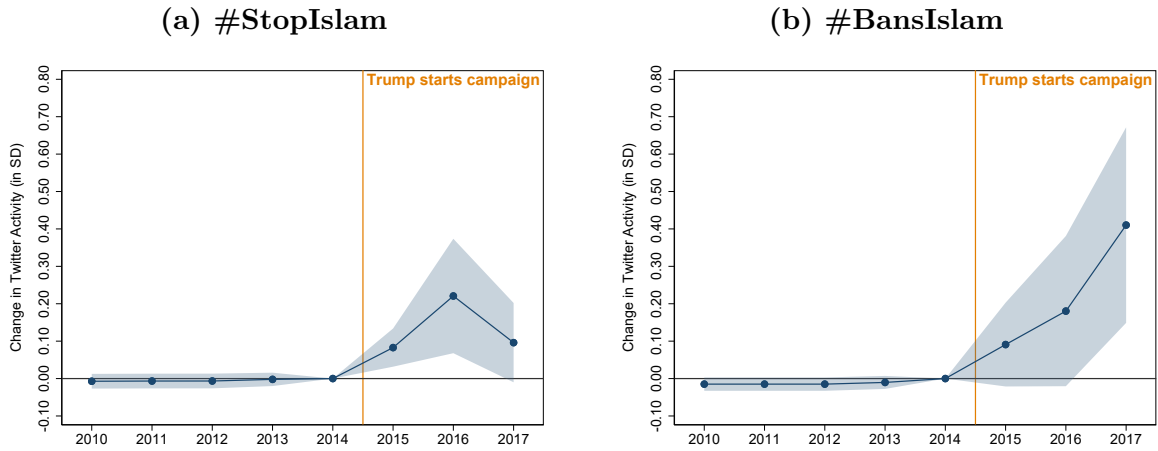 (a) #StopIslam
Trump starts campaign
Change in Twitter Activity (in SD)
0.80
0.70
0.60
0.50
0.40
0.30
0.20
0.10
0.00
-0.10
2010 2011 2012 2013 2014 2015 2016 2017
(b) #BansIslam
Trump starts campaign
Change in Twitter Activity (in SD)
0.80
0.70
0.60
0.50
0.40
0.30
0.20
0.10
0.00
-0.10
2010 2011 2012 2013 2014 2015 2016 2017